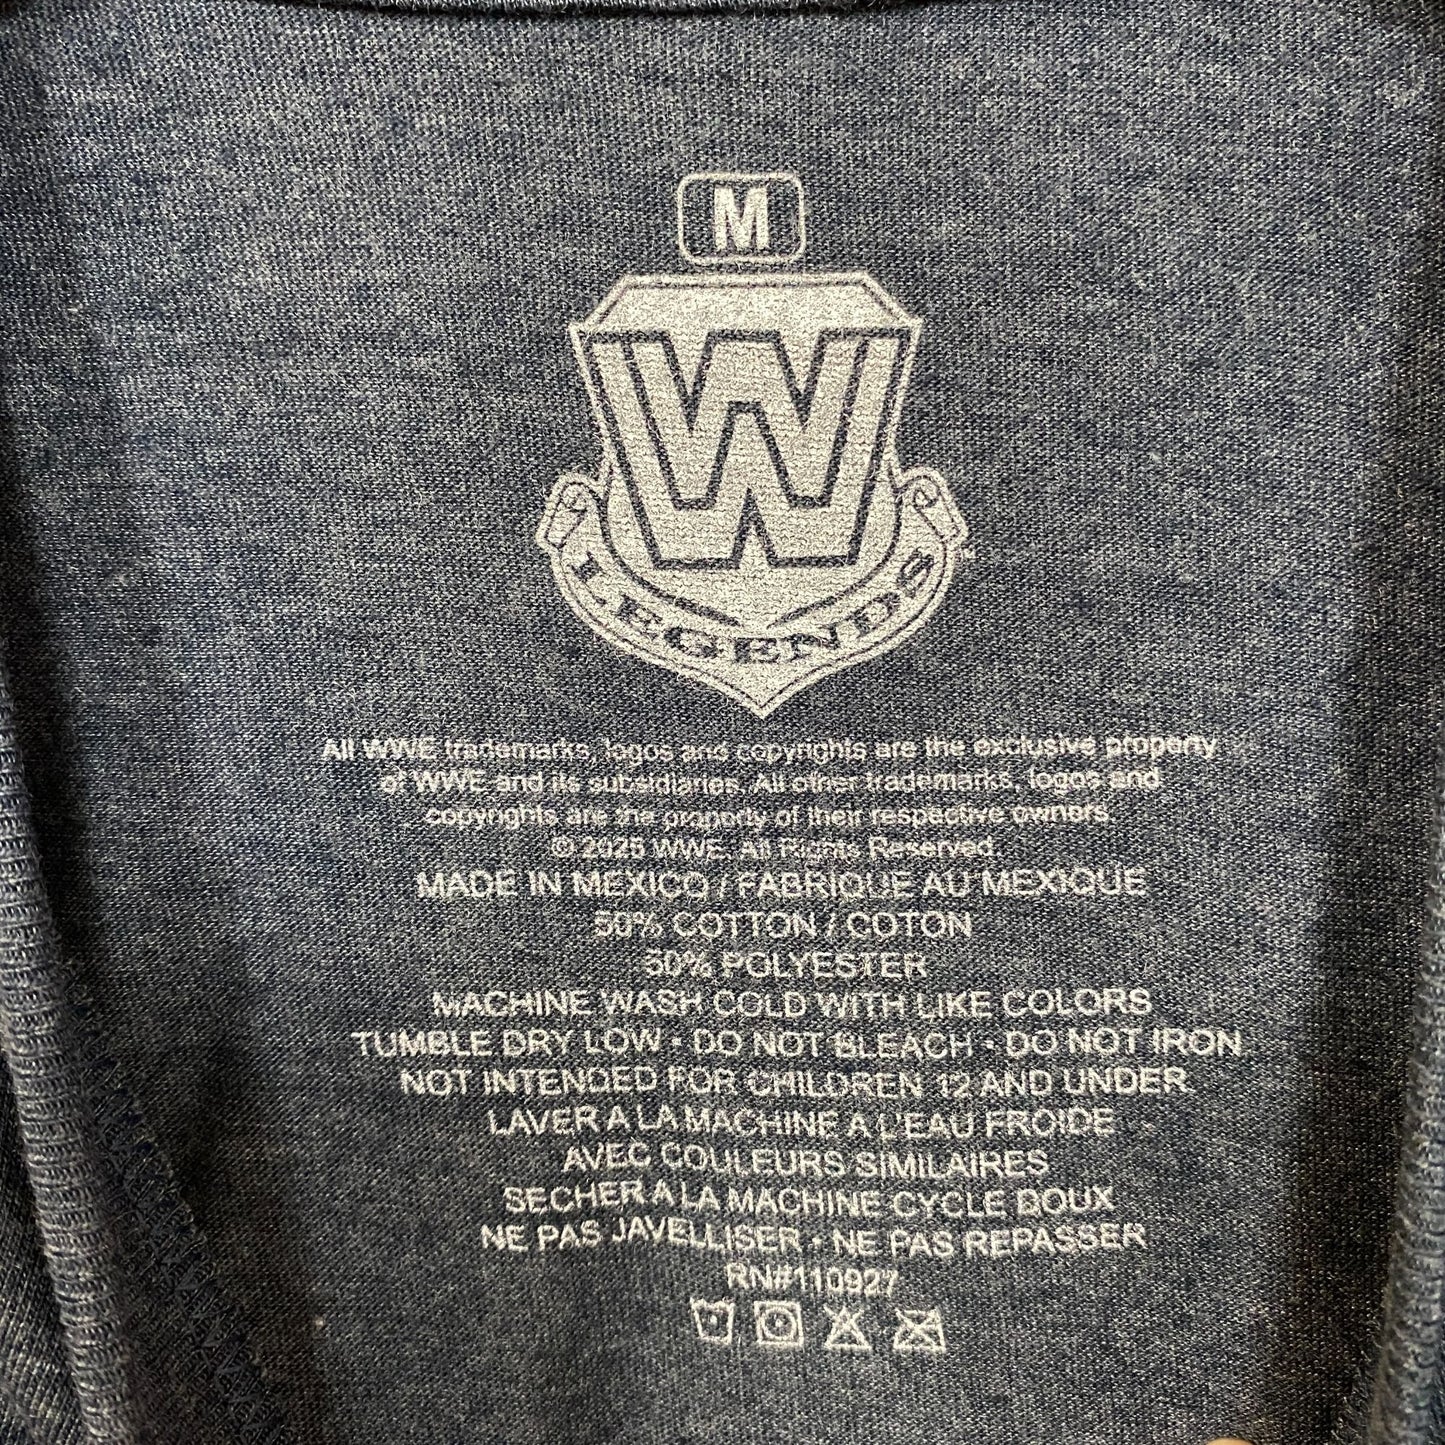 M
W
LEGENDS
All WWE trademarks, logos and copyrights are the exclusive property
of WWE and its subsidiaries. All other trademarks, logos and
copyrights are the property of their respective owners.
© 2025 WWE. All Rights Reserved.
MADE IN MEXICO / FABRIQUE AU MEXIQUE
50% COTTON / COTON
50% POLYESTER
MACHINE WASH COLD WITH LIKE COLORS
TUMBLE DRY LOW • DO NOT BLEACH • DO NOT IRON
NOT INTENDED FOR CHILDREN 12 AND UNDER
LAVER A LA MACHINE A L'EAU FROIDE
AVEC COULEURS SIMILAIRES
SECHER A LA MACHINE CYCLE DOUX
NE PAS JAVELLISER • NE PAS REPASSER
RN#110927